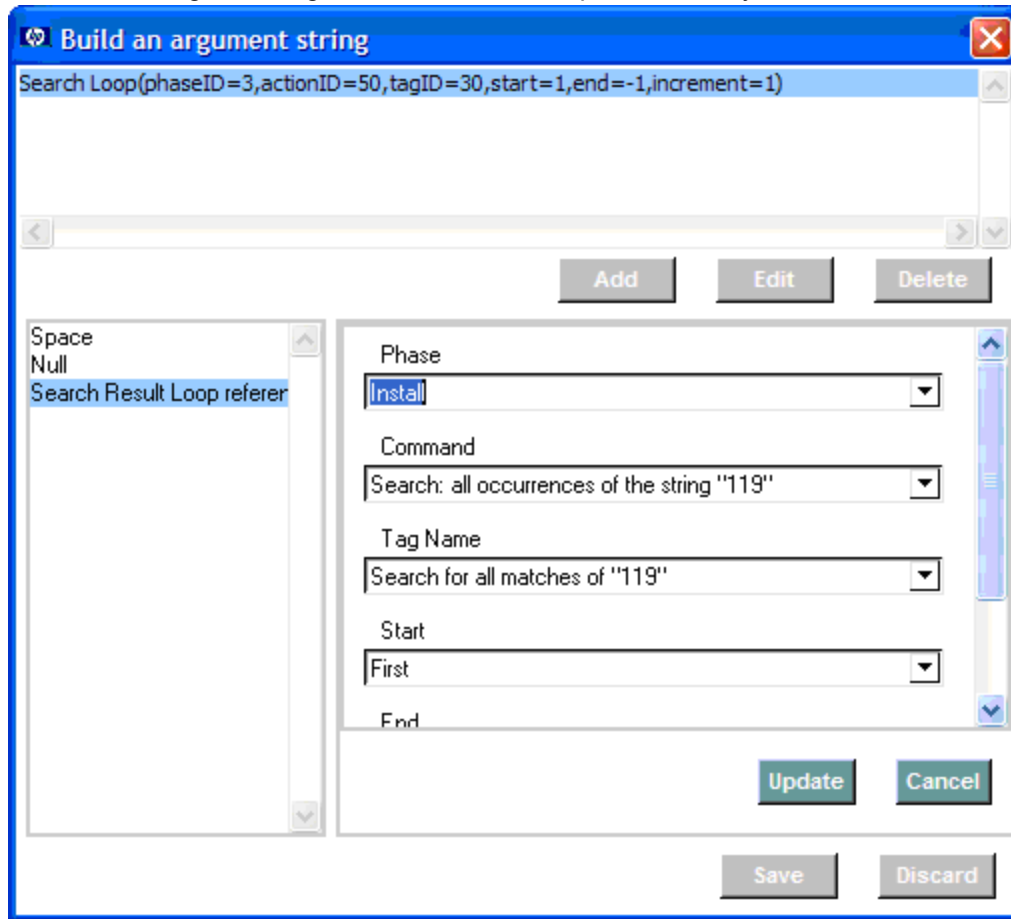 Build an argument string
Search Loop(phaseID=3,actionID=50,tagID=30,start=1,end=-1,increment=1)
Add
Edit
Delete
Space
Null
Search Result Loop referen
Phase
Install
Command
Search: all occurrences of the string "119"
Tag Name
Search for all matches of "119"
Start
First
End
Update
Cancel
Save
Discard